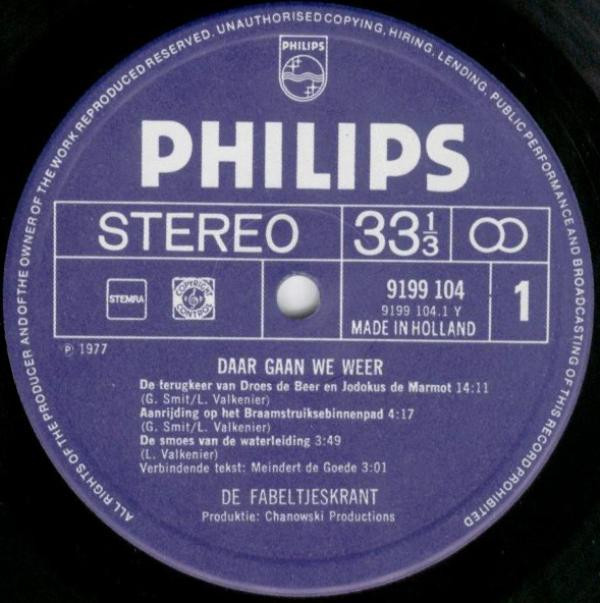 ALL RIGHTS OF THE PRODUCER AND OF THE OWNER OF THE WORK REPRODUCED RESERVED. UNAUTHORISED COPYING, HIRING, LENDING, PUBLIC PERFORMANCE AND BROADCASTING OF THIS RECORD PROHIBITED
PHILIPS
PHILIPS
STEREO 33 1/3
STEMRA COPYRIGHT CONTROL 9199 104 1
9199 104.1 Y
MADE IN HOLLAND
℗ 1977
DAAR GAAN WE WEER
De terugkeer van Droes de Beer en Jodokus de Marmot 14:11
(G. Smit/L. Valkenier)
Aanrijding op het Braamstruiksebinnenpad 4:17
(G. Smit/L. Valkenier)
De smoes van de waterleiding 3:49
(L. Valkenier)
Verbindende tekst: Meindert de Goede 3:01
DE FABELTJESKRANT
Produktie: Chanowski Productions